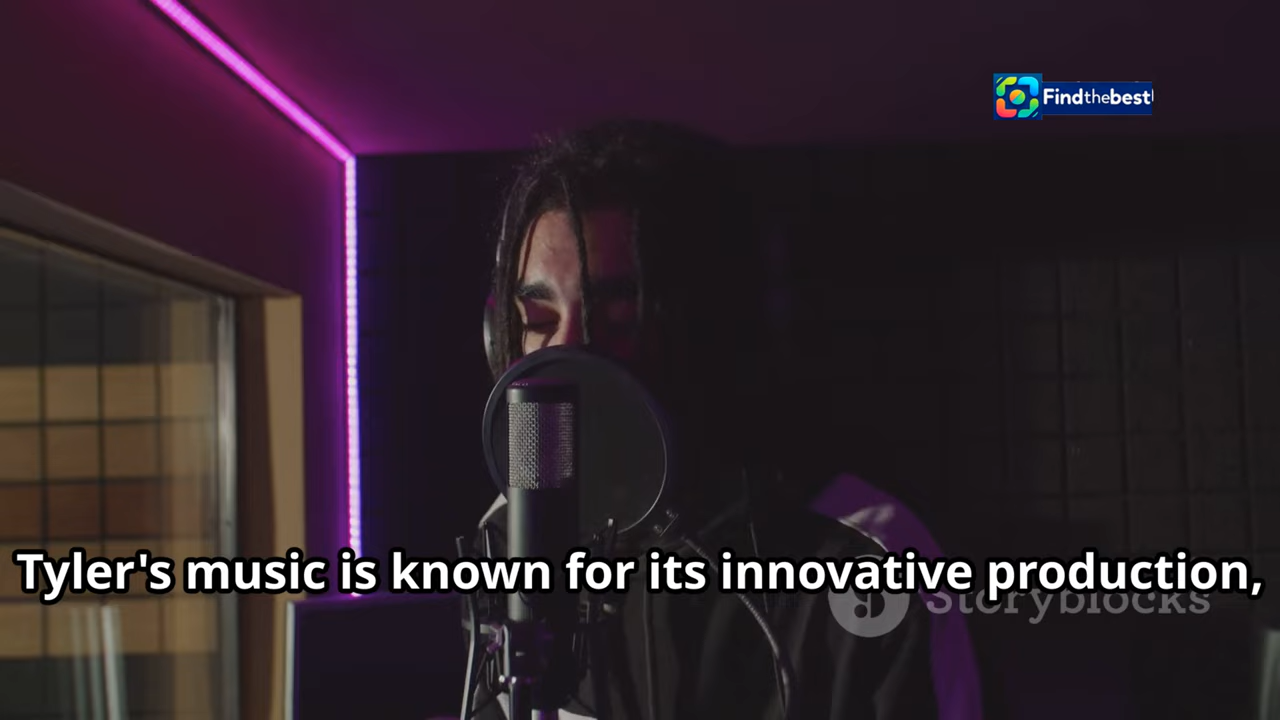 Findthebest
Tyler's music is known for its innovative production,
Storyblocks